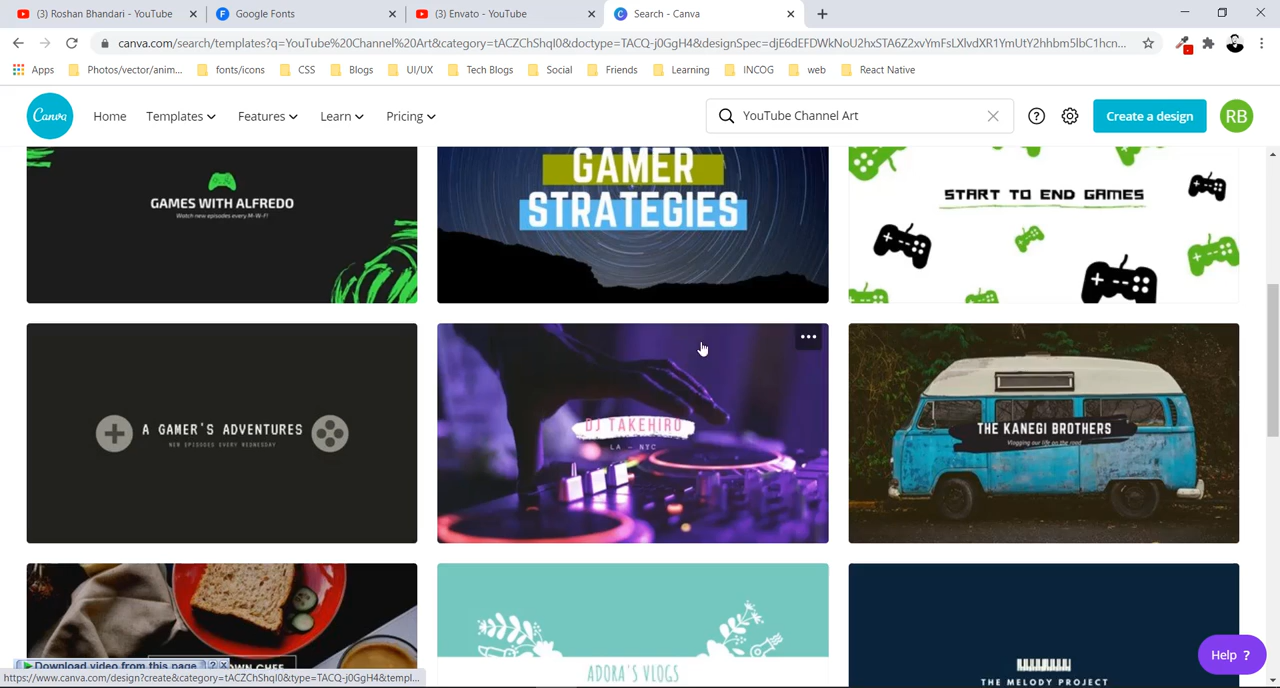 (3) Roshan Bhandari - YouTube
Google Fonts
(3) Envato - YouTube
Search - Canva
canva.com/search/templates?q=YouTube%20Channel%20Art&category=tACZChShqI0&doctype=TACQ-j0GgH4&designSpec=djE6dEFDWkNoU2hxSTA6Z2xvYmFsLXlvdXR1YmUtY2hhbm5lbC1hcn...
Apps
Photos/vector/anim...
fonts/icons
CSS
Blogs
UI/UX
Tech Blogs
Social
Friends
Learning
INCOG
web
React Native
Canva
Home
Templates
Features
Learn
Pricing
YouTube Channel Art
Create a design
RB
GAMES WITH ALFREDO
Watch new episodes every M-W-F!
GAMER
STRATEGIES
START TO END GAMES
A GAMER'S ADVENTURES
NEW EPISODES EVERY WEDNESDAY
DJ TAKEHIRO
LA – NYC
THE KANEGI BROTHERS
Vlogging our life on the road
ADORA'S VLOGS
THE MELODY PROJECT
Download video from this page
?
x
Help ?
https://www.canva.com/design?create&category=tACZChShqI0&type=TACQ-j0GgH4&templ...